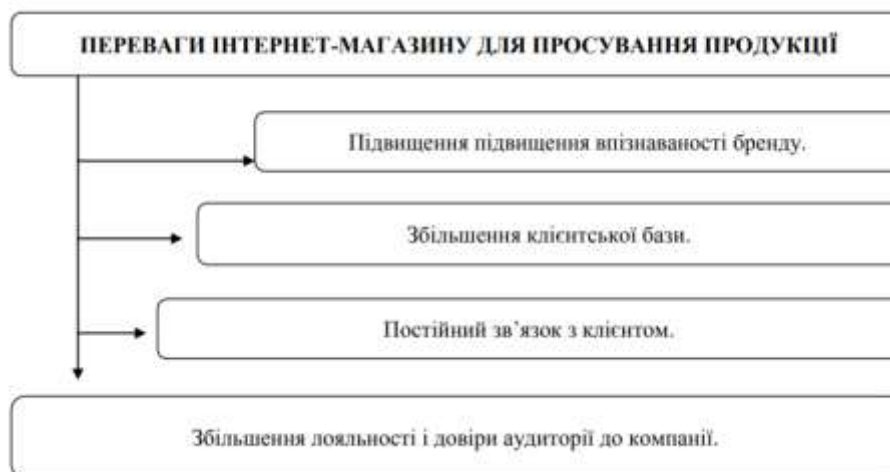 ПЕРЕВАГИ ІНТЕРНЕТ-МАГАЗИНУ ДЛЯ ПРОСУВАННЯ ПРОДУКЦІЇ
Підвищення підвищення впізнаваності бренду.
Збільшення клієнтської бази.
Постійний зв’язок з клієнтом.
Збільшення лояльності і довіри аудиторії до компанії.